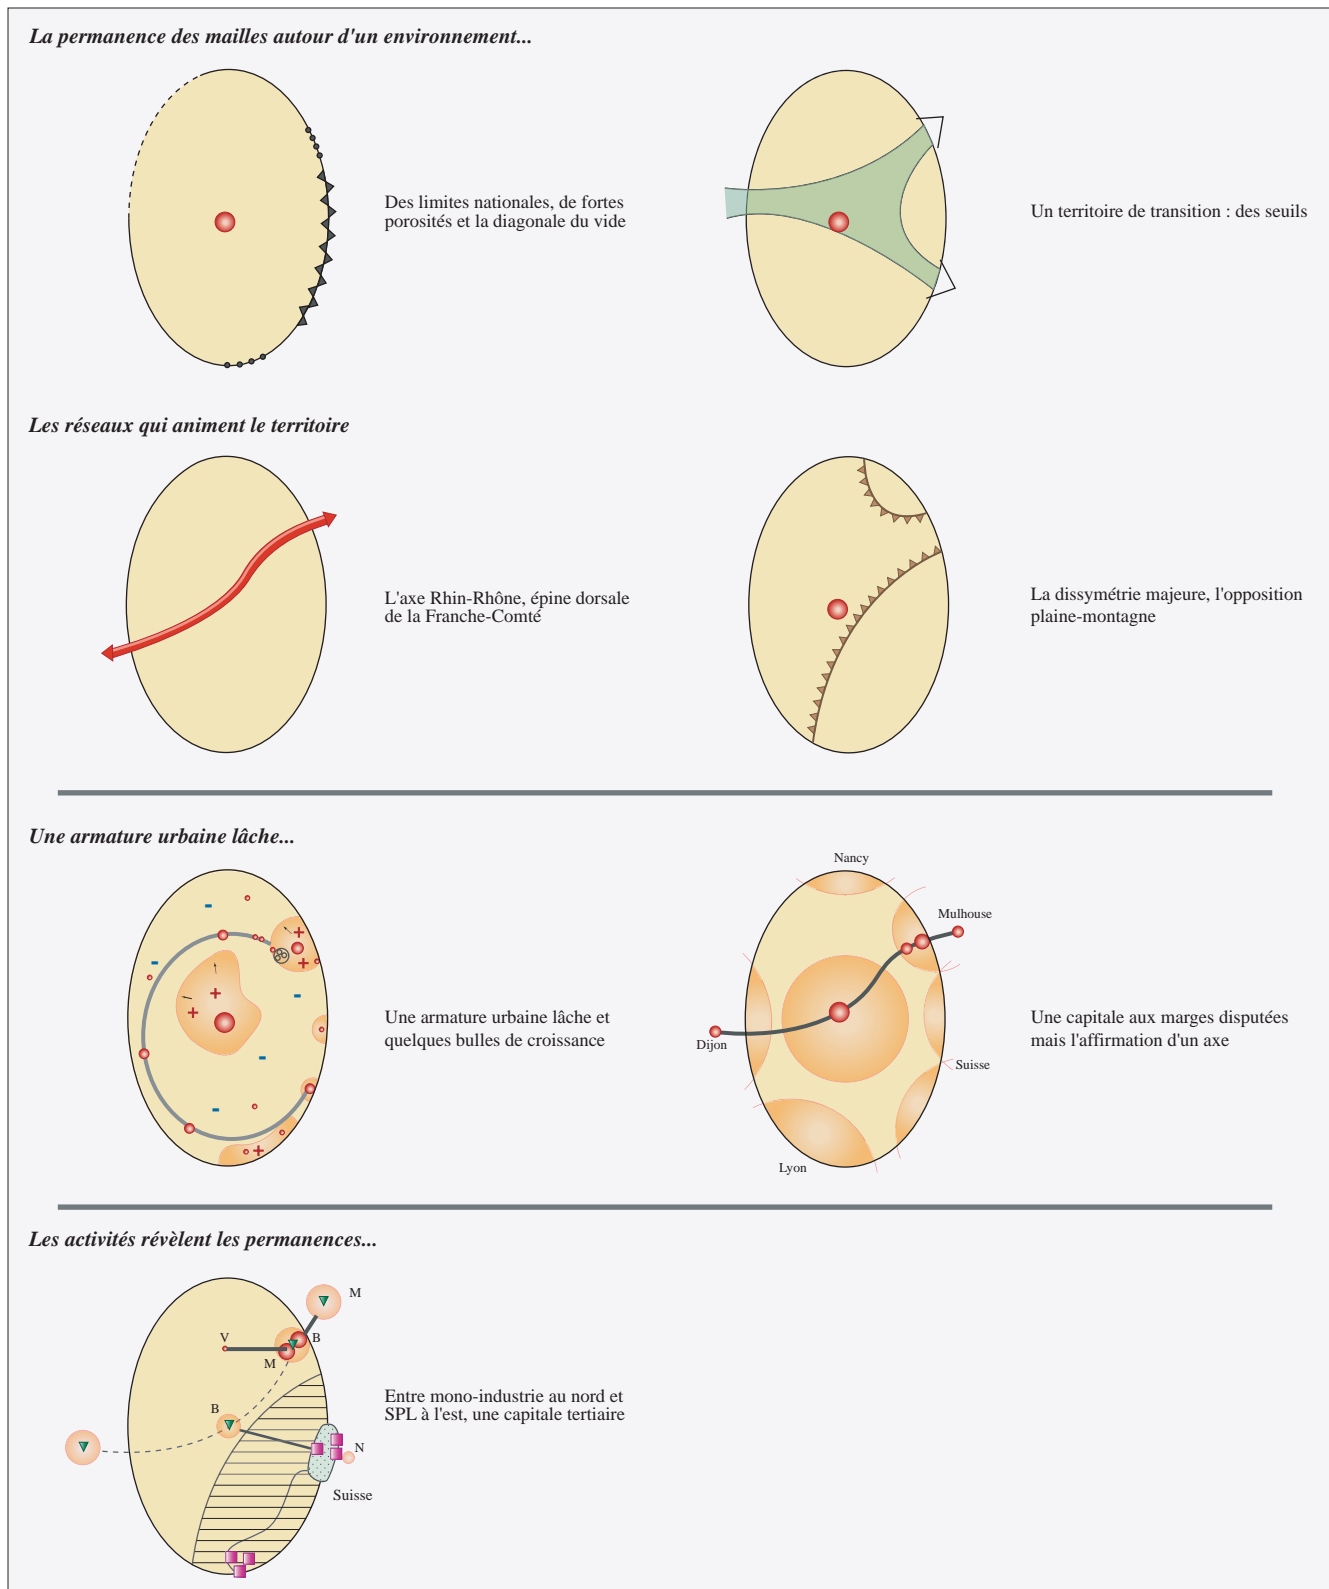 La permanence des mailles autour d'un environnement...
Des limites nationales, de fortes
porosités et la diagonale du vide
Un territoire de transition : des seuils
Les réseaux qui animent le territoire
L'axe Rhin-Rhône, épine dorsale
de la Franche-Comté
La dissymétrie majeure, l'opposition
plaine-montagne
Une armature urbaine lâche...
Une armature urbaine lâche et
quelques bulles de croissance
Nancy
Mulhouse
Dijon
Suisse
Lyon
Une capitale aux marges disputées
mais l'affirmation d'un axe
Les activités révèlent les permanences...
M
V
B
M
B
N
Suisse
Entre mono-industrie au nord et
SPL à l'est, une capitale tertiaire